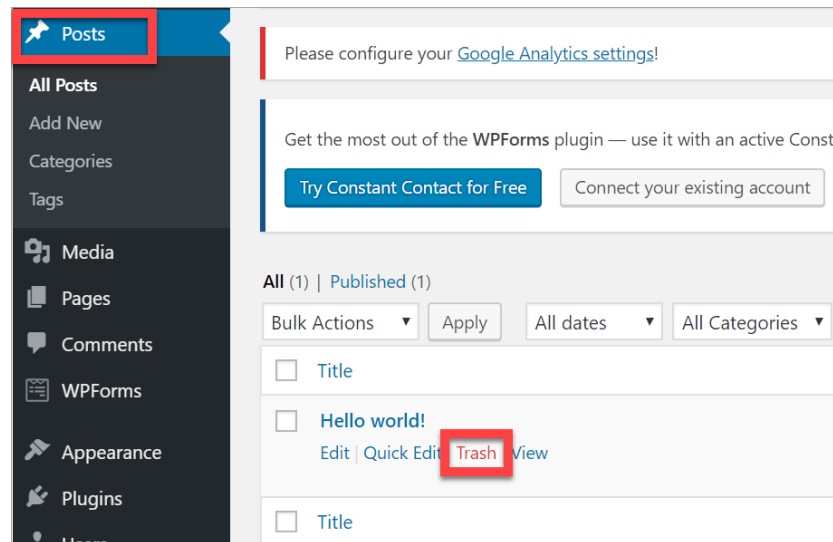 Posts
All Posts
Add New
Categories
Tags
Media
Pages
Comments
WPForms
Appearance
Plugins
Users
Please configure your Google Analytics settings!
Get the most out of the WPForms plugin — use it with an active Const
Try Constant Contact for Free
Connect your existing account
All (1) | Published (1)
Bulk Actions Apply All dates All Categories
Title
Hello world!
Edit | Quick Edit Trash View
Title